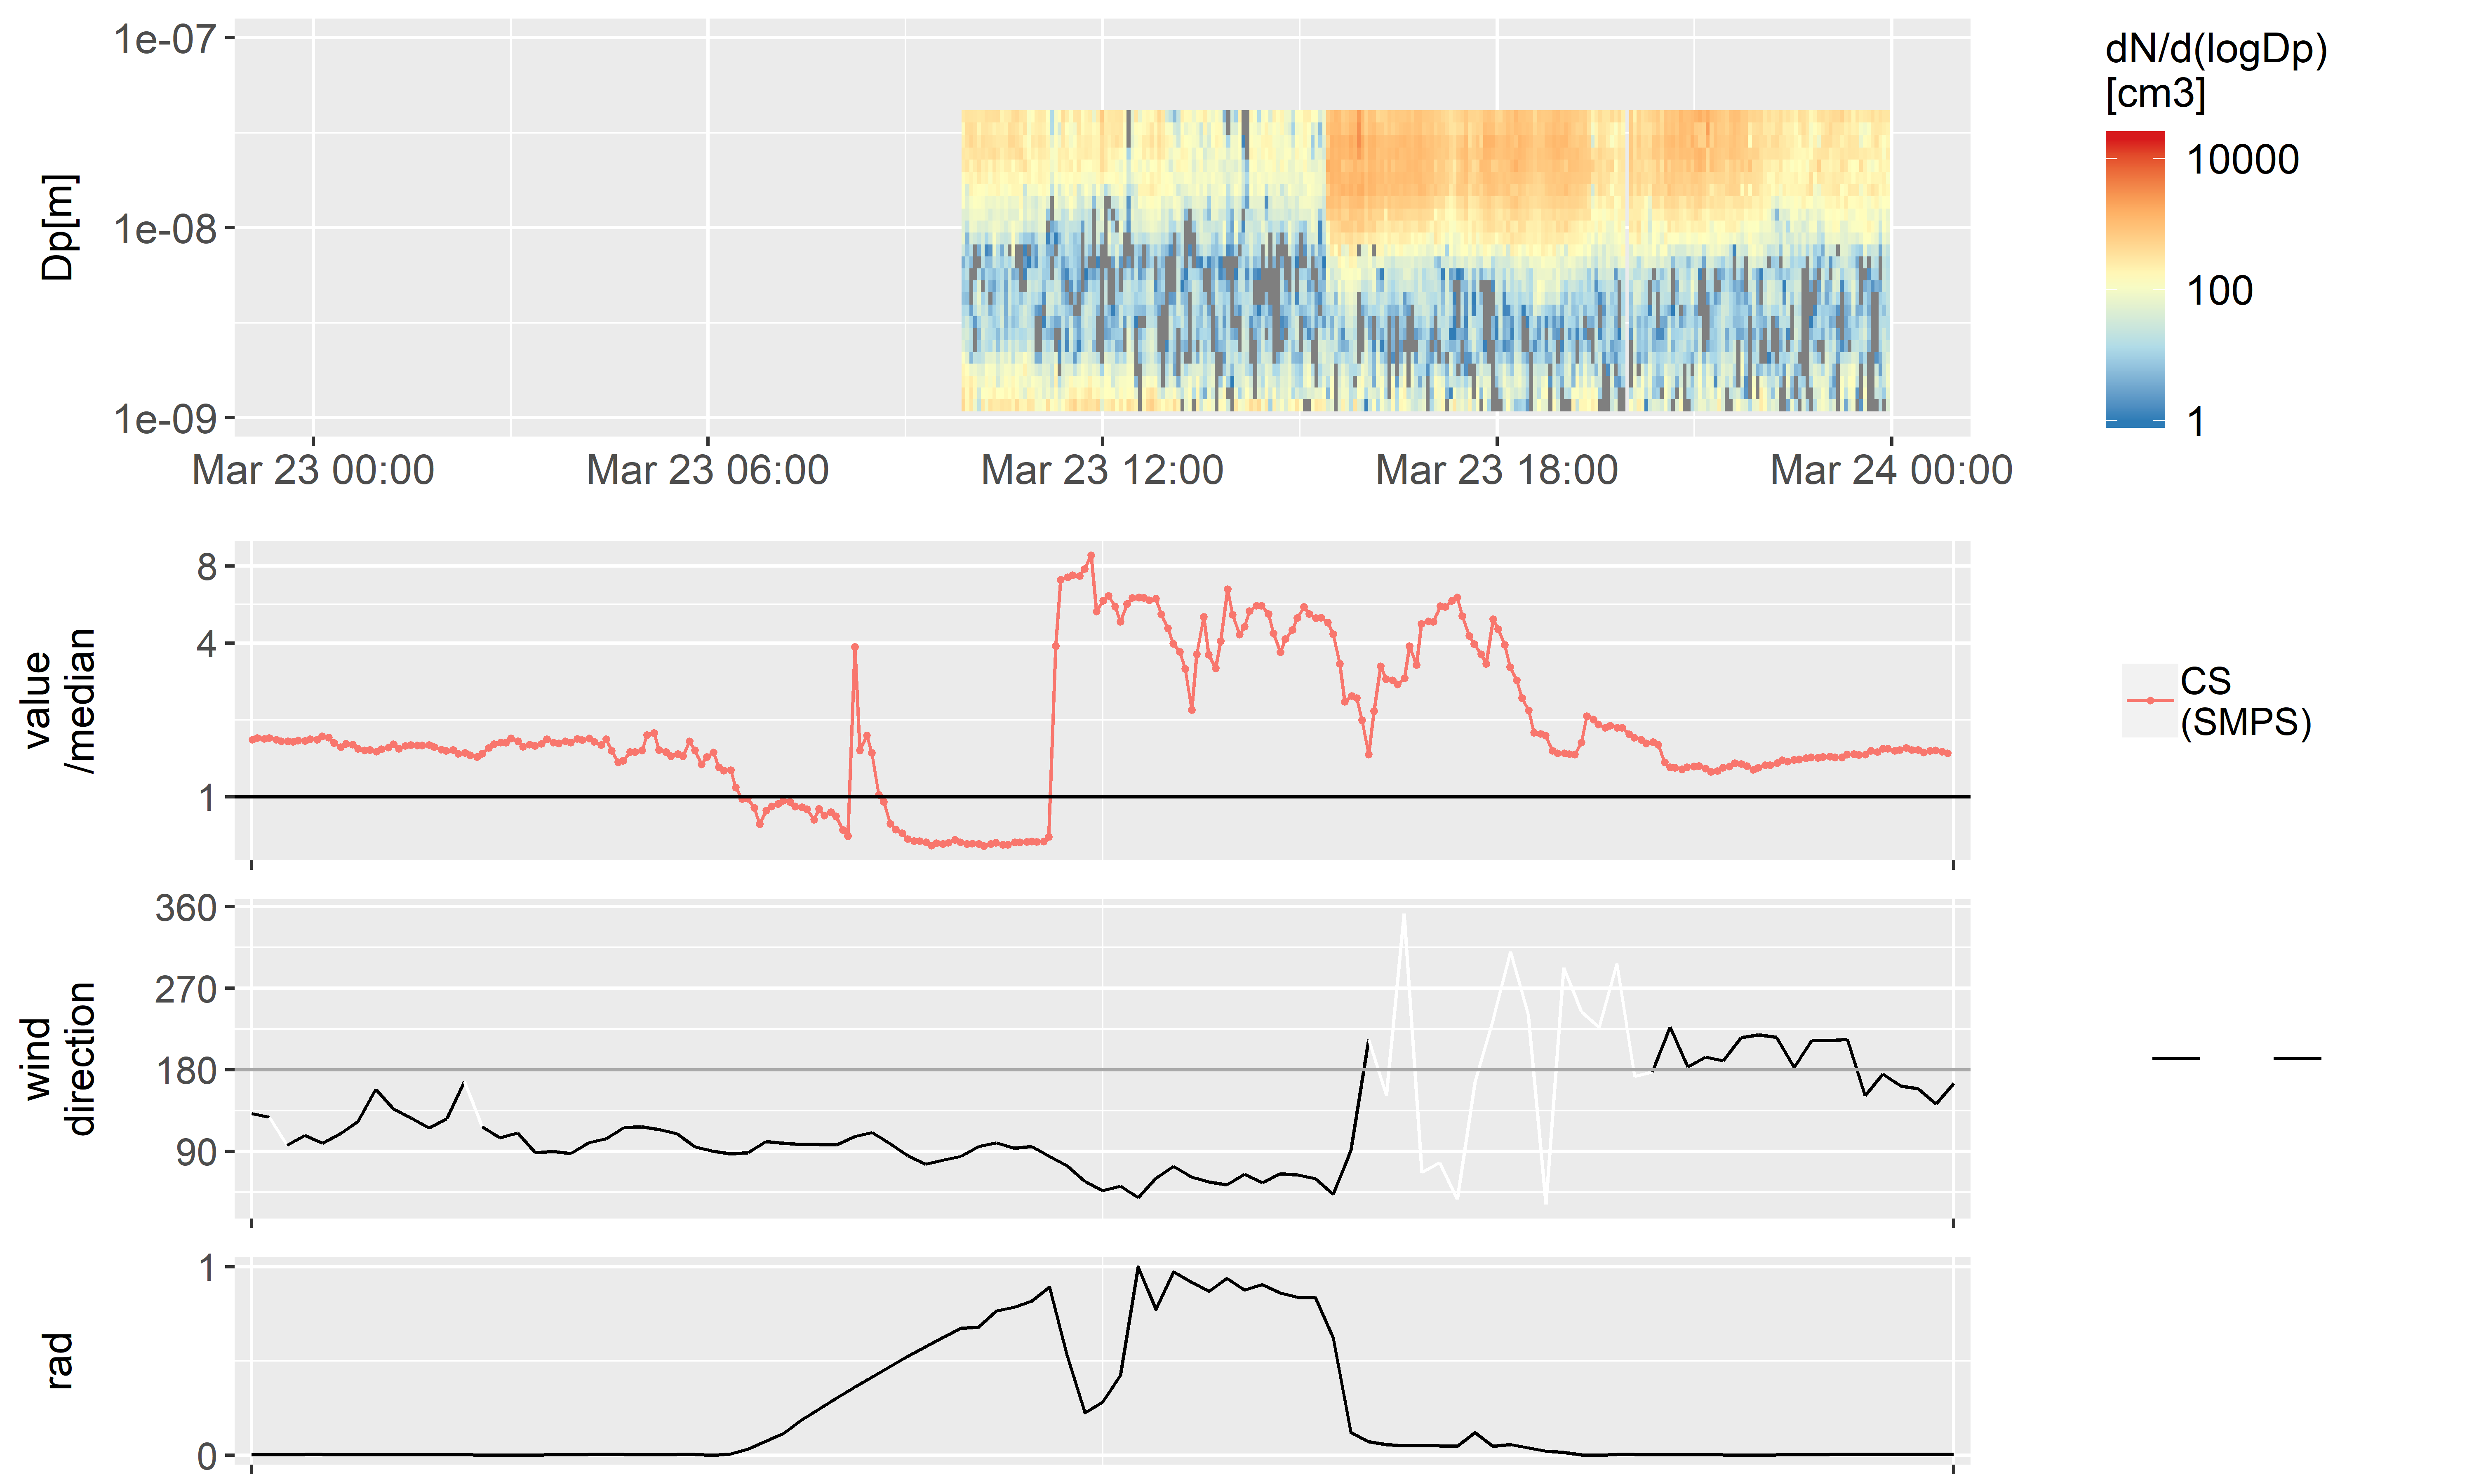 1e-07
1e-08
1e-09
Dp[m]
Mar 23 00:00
Mar 23 06:00
Mar 23 12:00
Mar 23 18:00
Mar 24 00:00
dN/d(logDp)
[cm3]
10000
100
1
8
4
1
value
/median
CS
(SMPS)
360
270
180
90
wind
direction
1
0
rad